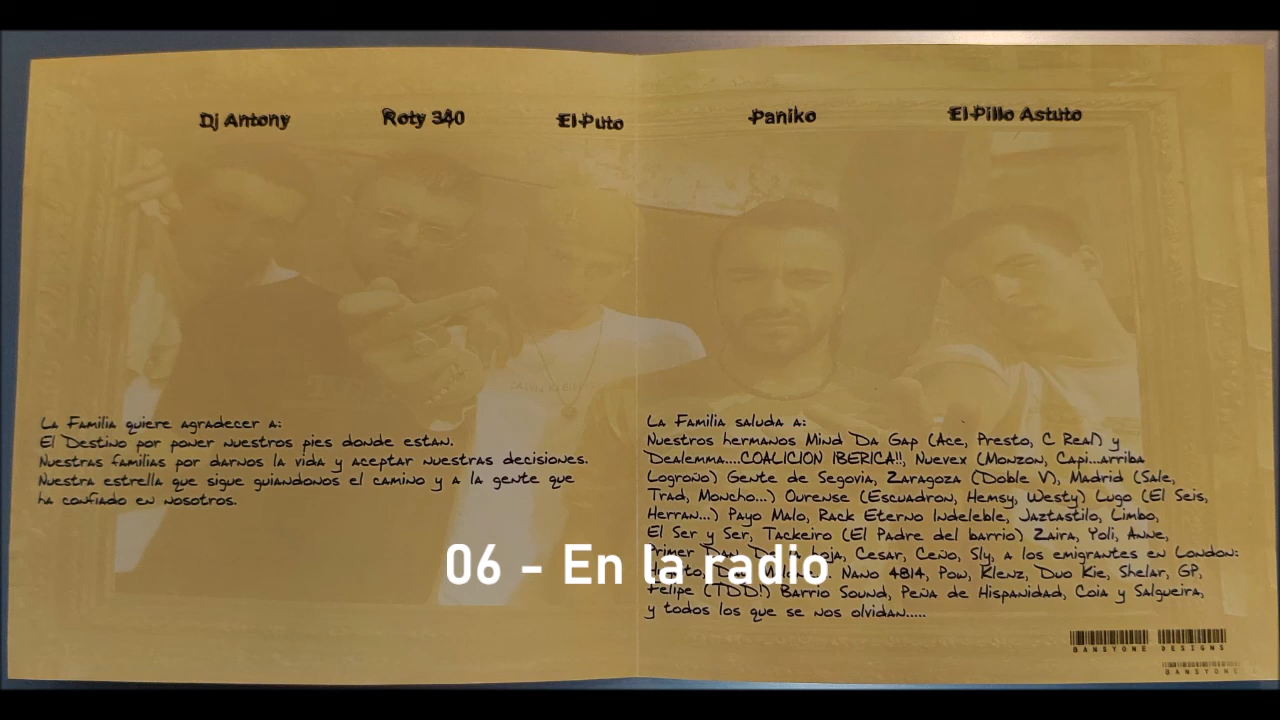 Dj Antony Roty 340 El Puto Paniko El Pillo Astuto
La Familia quiere agradecer a:
El Destino por poner nuestros pies donde estan.
Nuestras familias por darnos la vida y aceptar nuestras decisiones.
Nuestra estrella que sigue guiandonos el camino y a la gente que
ha confiado en nosotros.
La Familia saluda a:
Nuestros hermanos Mind Da Gap (Ace, Presto, C Real) y
Dealemma....COALICION IBERICA!!, Nuevex (Monzon, Capi...arriba
Logroño) Gente de Segovia, Zaragoza (Doble V), Madrid (Sale,
Trad, Moncho...) Ourense (Escuadron, Hemsy, Westy) Lugo (El Seis,
Herran...) Payo Malo, Rack Eterno Indeleble, Jaztastilo, Limbo,
El Ser y Ser, Tackeiro (El Padre del barrio) Zaira, Yoli, Anne,
Primer Dan, Cesar, Ceño, Sly, a los emigrantes en London:
Nano 4814, Pow, Klenz, Duo Kie, Shelar, GP,
Felipe (TDD!) Barrio Sound, Peña de Hispanidad, Coia y Salgueira,
y todos los que se nos olvidan.....
06 - En la radio
BANSYONE DESIGNS
BANSYONE